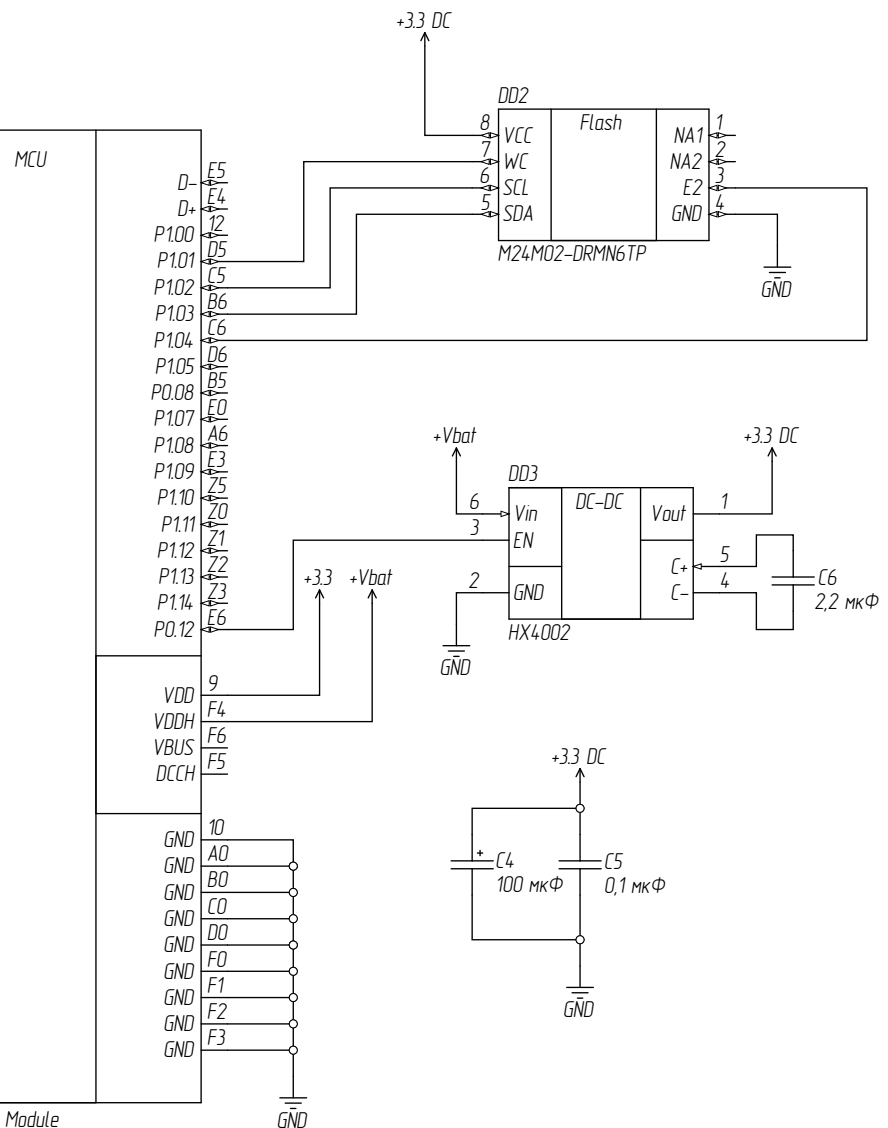 +3.3 DC
DD2
Flash
8 VCC
7 WC
6 SCL
5 SDA
NA1 1
NA2 2
E2 3
GND 4
M24M02-DRMN6TP
GND
MCU
D- E5
D+ E4
P1.00 12
P1.01 D5
P1.02 C5
P1.03 B6
P1.04 C6
P1.05 D6
P0.08 B5
P1.07 E0
P1.08 A6
P1.09 E3
P1.10 Z5
P1.11 Z0
P1.12 Z1
P1.13 Z2
P1.14 Z3
P0.12 E6
VDD 9
VDDH F4
VBUS F6
DCCH F5
GND 10
GND A0
GND B0
GND C0
GND D0
GND F0
GND F1
GND F2
GND F3
Module
GND
+3.3
+Vbat
+Vbat
+3.3 DC
DD3
DC-DC
6 Vin
3 EN
2 GND
Vout 1
C+ 5
C- 4
HX4002
GND
C6
2,2 мкФ
+3.3 DC
+
C4
100 мкФ
C5
0,1 мкФ
GND